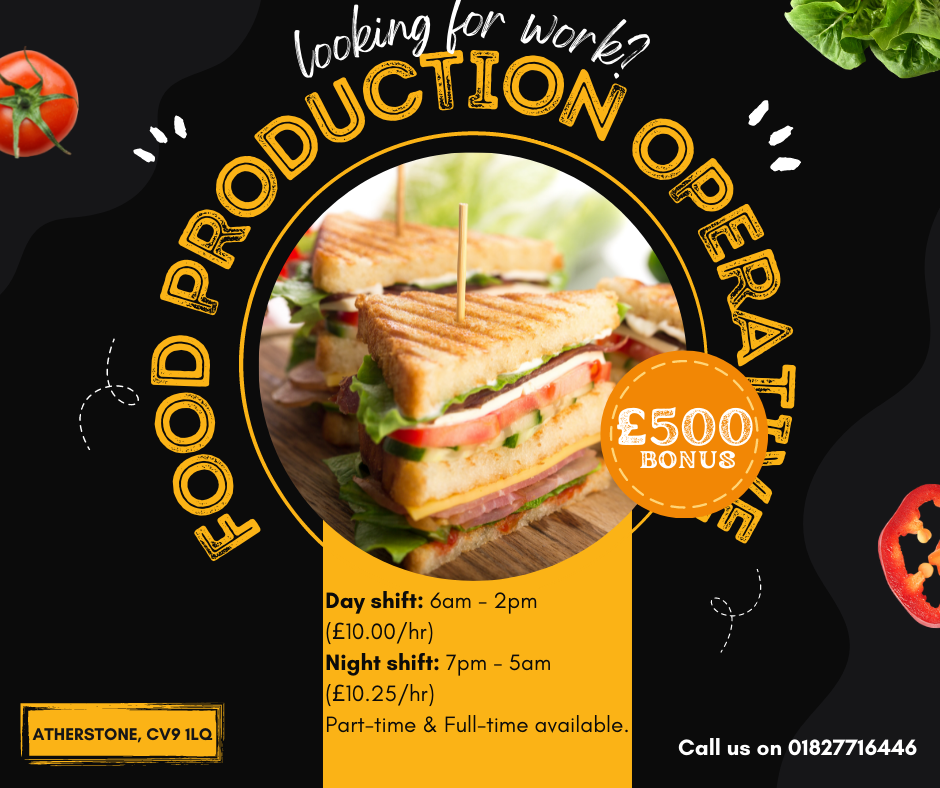 looking for work?
FOOD PRODUCTION OPERATIVE
£500
BONUS
Day shift: 6am - 2pm
(£10.00/hr)
Night shift: 7pm - 5am
(£10.25/hr)
Part-time & Full-time available.
ATHERSTONE, CV9 1LQ
Call us on 01827716446